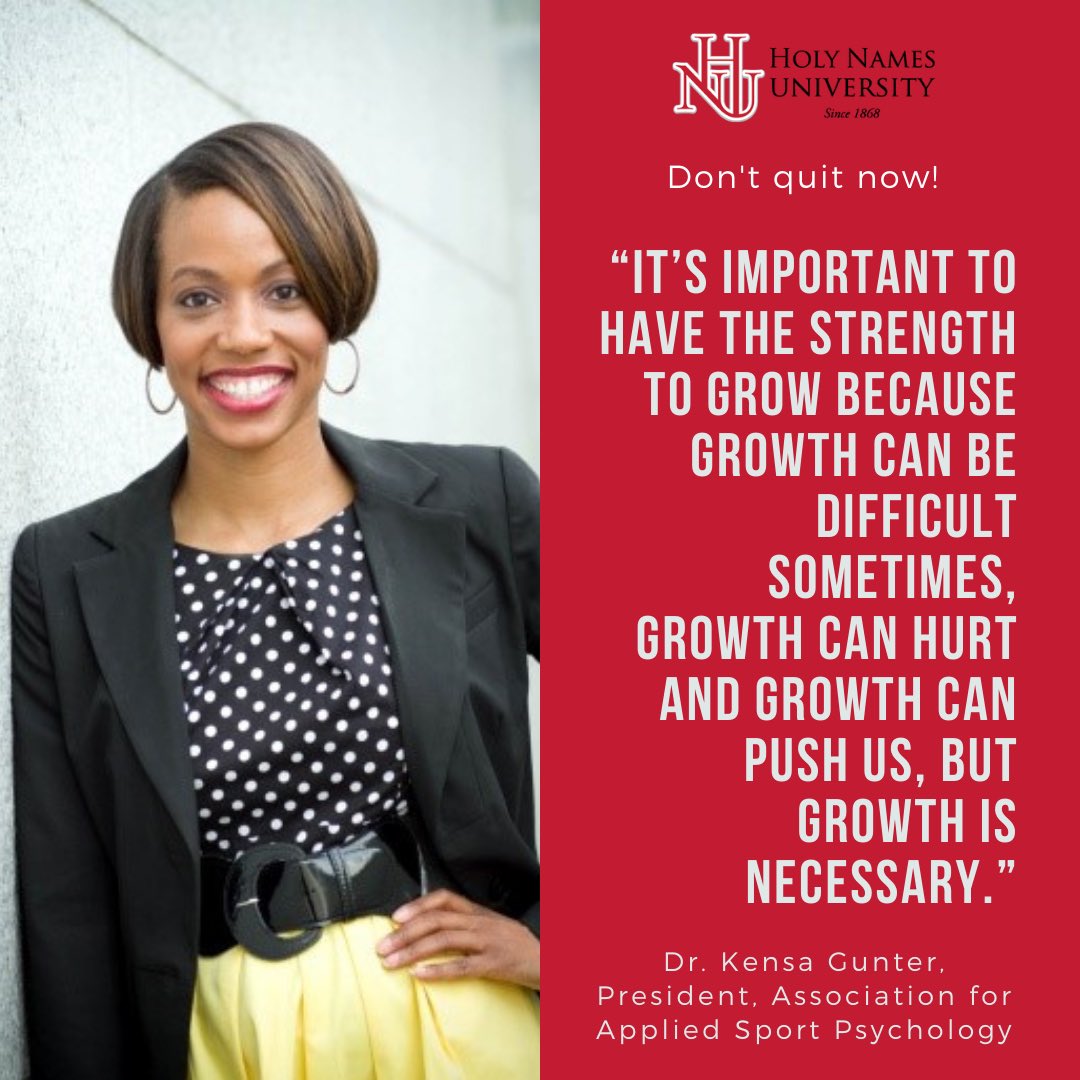 HNU
HOLY NAMES
UNIVERSITY
Since 1868
Don't quit now!
“IT’S IMPORTANT TO
HAVE THE STRENGTH
TO GROW BECAUSE
GROWTH CAN BE
DIFFICULT
SOMETIMES,
GROWTH CAN HURT
AND GROWTH CAN
PUSH US, BUT
GROWTH IS
NECESSARY.”
Dr. Kensa Gunter,
President, Association for
Applied Sport Psychology